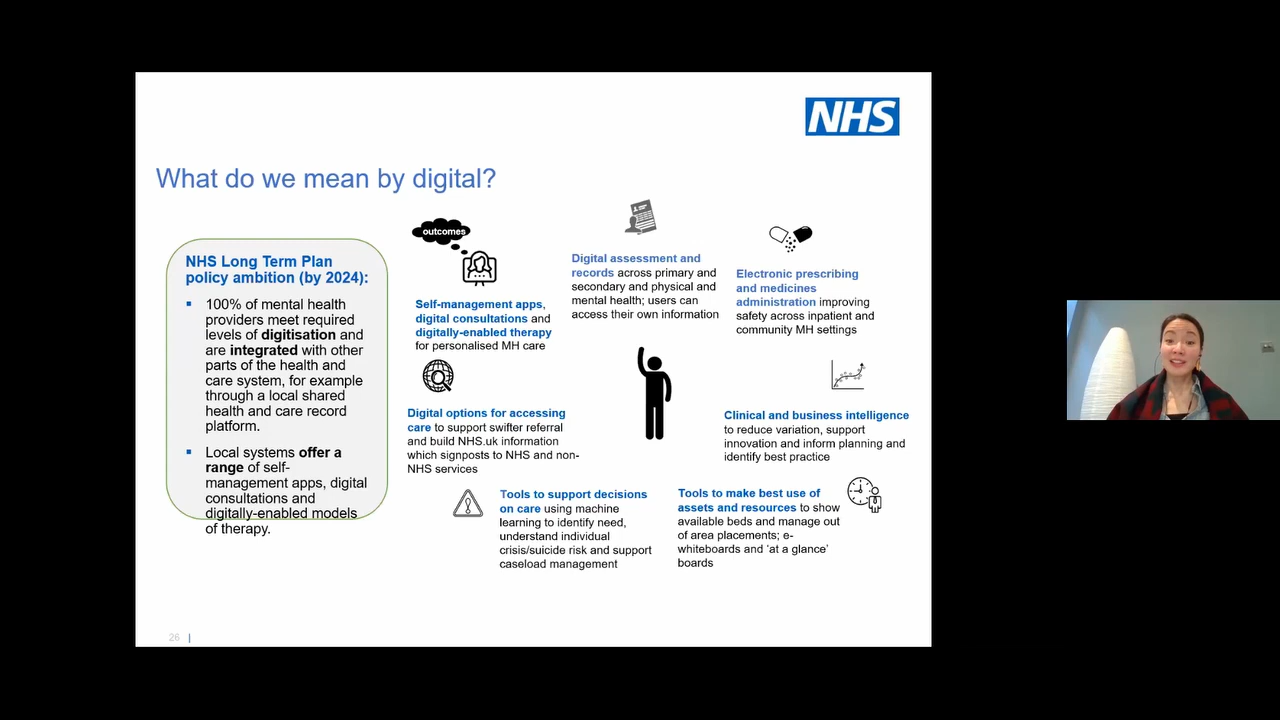 NHS
What do we mean by digital?
NHS Long Term Plan
policy ambition (by 2024):
100% of mental health
providers meet required
levels of digitisation and
are integrated with other
parts of the health and
care system, for example
through a local shared
health and care record
platform.
Local systems offer a
range of self-
management apps, digital
consultations and
digitally-enabled models
of therapy.
outcomes
Self-management apps,
digital consultations and
digitally-enabled therapy
for personalised MH care
Digital assessment and
records across primary and
secondary and physical and
mental health; users can
access their own information
Electronic prescribing
and medicines
administration improving
safety across inpatient and
community MH settings
Digital options for accessing
care to support swifter referral
and build NHS.uk information
which signposts to NHS and non-
NHS services
Clinical and business intelligence
to reduce variation, support
innovation and inform planning and
identify best practice
Tools to support decisions
on care using machine
learning to identify need,
understand individual
crisis/suicide risk and support
caseload management
Tools to make best use of
assets and resources to show
available beds and manage out
of area placements; e-
whiteboards and ‘at a glance’
boards
26 |